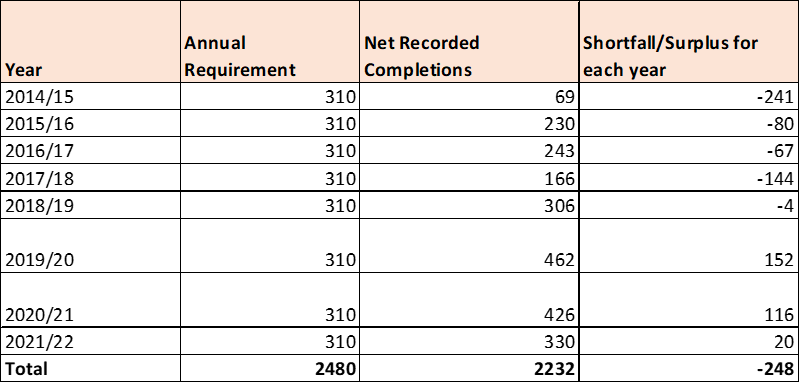 Year Annual Requirement Net Recorded Completions Shortfall/Surplus for each year
2014/15 310 69 -241
2015/16 310 230 -80
2016/17 310 243 -67
2017/18 310 166 -144
2018/19 310 306 -4
2019/20 310 462 152
2020/21 310 426 116
2021/22 310 330 20
Total 2480 2232 -248